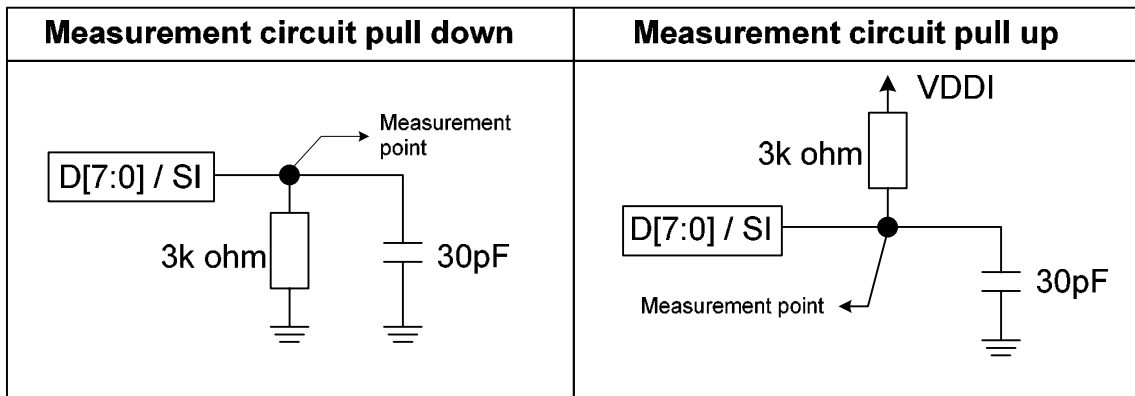 Measurement circuit pull down
Measurement circuit pull up
Measurement
point
D[7:0] / SI
3k ohm
30pF
VDDI
3k ohm
D[7:0] / SI
30pF
Measurement point